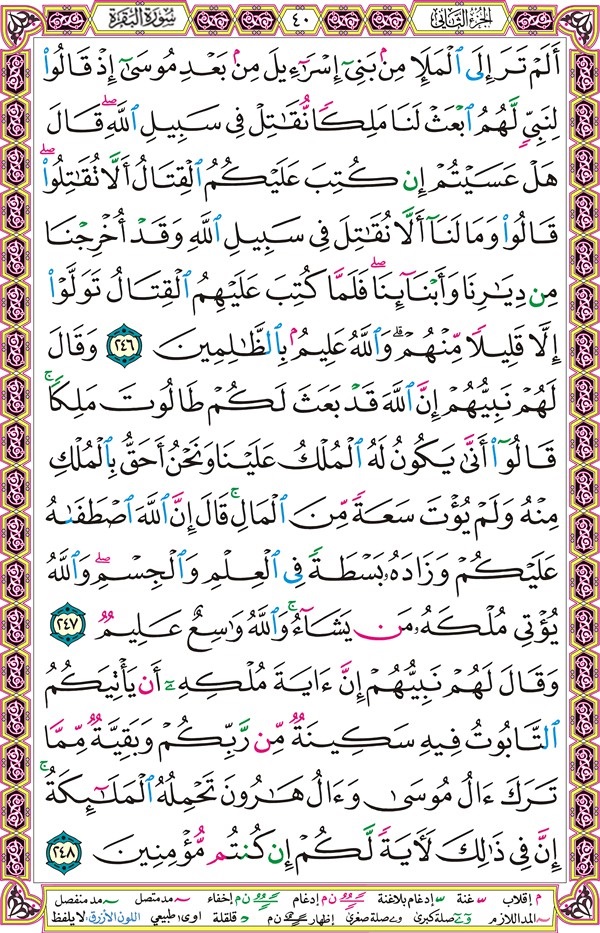 الجزء الثاني ٤٠ سورة البقرة
أَلَمْ تَرَ إِلَى ٱلْمَلَإِ مِنۢ بَنِىٓ إِسْرَٰٓءِيلَ مِنۢ بَعْدِ مُوسَىٰٓ إِذْ قَالُوا۟
لِنَبِىٍّ لَّهُمُ ٱبْعَثْ لَنَا مَلِكًا نُّقَـٰتِلْ فِى سَبِيلِ ٱللَّهِ ۖ قَالَ
هَلْ عَسَيْتُمْ إِن كُتِبَ عَلَيْكُمُ ٱلْقِتَالُ أَلَّا تُقَـٰتِلُوا۟ ۖ
قَالُوا۟ وَمَا لَنَآ أَلَّا نُقَـٰتِلَ فِى سَبِيلِ ٱللَّهِ وَقَدْ أُخْرِجْنَا
مِن دِيَـٰرِنَا وَأَبْنَآئِنَا ۖ فَلَمَّا كُتِبَ عَلَيْهِمُ ٱلْقِتَالُ تَوَلَّوْا۟
إِلَّا قَلِيلًا مِّنْهُمْ ۗ وَٱللَّهُ عَلِيمٌۢ بِٱلظَّـٰلِمِينَ ٢٤٦ وَقَالَ
لَهُمْ نَبِيُّهُمْ إِنَّ ٱللَّهَ قَدْ بَعَثَ لَكُمْ طَالُوتَ مَلِكًا ۚ
قَالُوٓا۟ أَنَّىٰ يَكُونُ لَهُ ٱلْمُلْكُ عَلَيْنَا وَنَحْنُ أَحَقُّ بِٱلْمُلْكِ
مِنْهُ وَلَمْ يُؤْتَ سَعَةً مِّنَ ٱلْمَالِ ۚ قَالَ إِنَّ ٱللَّهَ ٱصْطَفَىٰهُ
عَلَيْكُمْ وَزَادَهُۥ بَسْطَةً فِى ٱلْعِلْمِ وَٱلْجِسْمِ ۖ وَٱللَّهُ
يُؤْتِى مُلْكَهُۥ مَن يَشَآءُ ۚ وَٱللَّهُ وَٰسِعٌ عَلِيمٌ ٢٤٧
وَقَالَ لَهُمْ نَبِيُّهُمْ إِنَّ ءَايَةَ مُلْكِهِۦٓ أَن يَأْتِيَكُمُ
ٱلتَّابُوتُ فِيهِ سَكِينَةٌ مِّن رَّبِّكُمْ وَبَقِيَّةٌ مِّمَّا
تَرَكَ ءَالُ مُوسَىٰ وَءَالُ هَـٰرُونَ تَحْمِلُهُ ٱلْمَلَـٰٓئِكَةُ ۚ
إِنَّ فِى ذَٰلِكَ لَـَٔايَةً لَّكُمْ إِن كُنتُم مُّؤْمِنِينَ ٢٤٨
م إقلاب غنة إدغام بلاغنة ن م إدغام ن م إخفاء مد متصل مد منفصل
المد اللازم صلة كبرى صلة صغرى إظهار ن م قلقلة اوى طبيعي اللون الأزرق: لا يلفظ